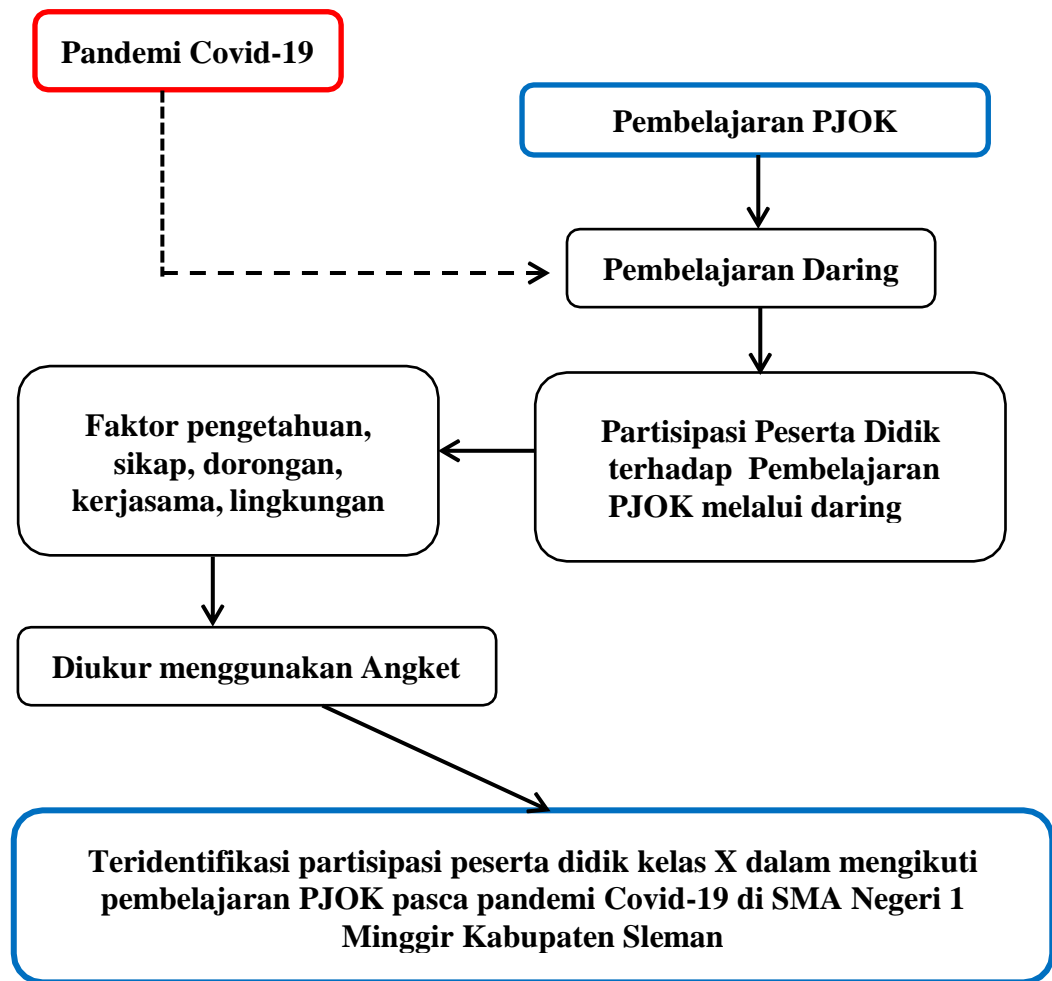 Pandemi Covid-19
Pembelajaran PJOK
Pembelajaran Daring
Faktor pengetahuan,
sikap, dorongan,
kerjasama, lingkungan
Partisipasi Peserta Didik
terhadap Pembelajaran
PJOK melalui daring
Diukur menggunakan Angket
Teridentifikasi partisipasi peserta didik kelas X dalam mengikuti
pembelajaran PJOK pasca pandemi Covid-19 di SMA Negeri 1
Minggir Kabupaten Sleman